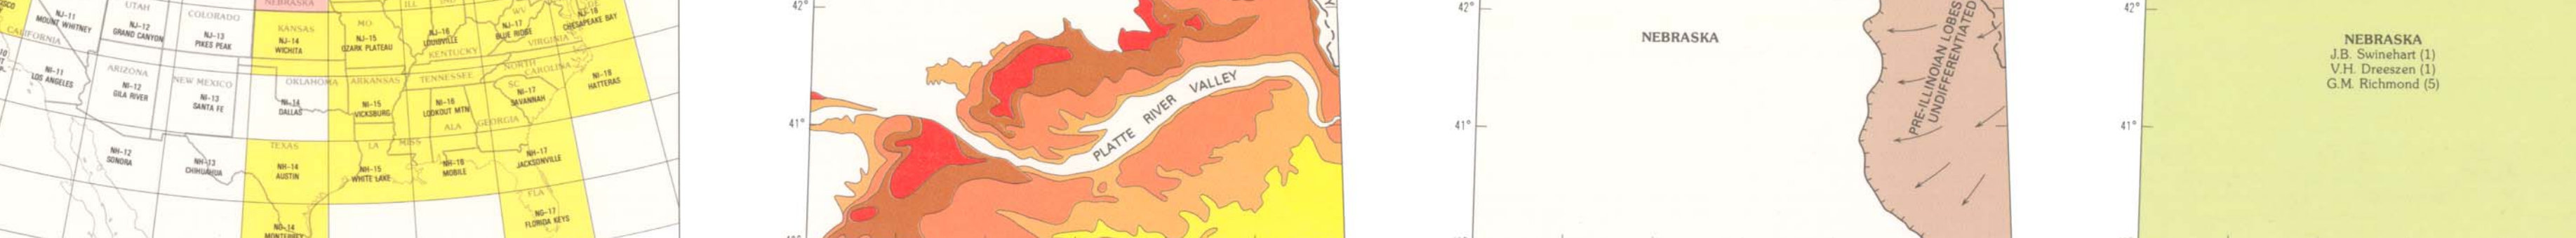 UTAH
NEBRASKA
ILL
NJ-11
MOUNT WHITNEY
NJ-12
GRAND CANYON
COLORADO
NJ-13
PIKES PEAK
KANSAS
NJ-14
WICHITA
MO
NJ-15
OZARK PLATEAU
NJ-16
LOUISVILLE
WV
NJ-17
BLUE RIDGE
NJ-18
CHESAPEAKE BAY
CALIFORNIA
KENTUCKY
VIRGINIA
NI-11
LOS ANGELES
ARIZONA
NI-12
GILA RIVER
NEW MEXICO
NI-13
SANTA FE
OKLAHOMA
NI-14
DALLAS
ARKANSAS
NI-15
VICKSBURG
TENNESSEE
NI-16
LOOKOUT MTN
NORTH
CAROLINA
SC
NI-17
SAVANNAH
NI-18
HATTERAS
ALA
GEORGIA
NH-12
SONORA
NH-13
CHIHUAHUA
TEXAS
NH-14
AUSTIN
LA
MISS
NH-15
WHITE LAKE
NH-16
MOBILE
NH-17
JACKSONVILLE
FLA
NG-14
MONTERREY
NG-17
FLORIDA KEYS
42°
41°
PLATTE RIVER VALLEY
42°
NEBRASKA
41°
PRE-ILLINOIAN LOBES
UNDIFFERENTIATED
42°
41°
NEBRASKA
J.B. Swinehart (1)
V.H. Dreeszen (1)
G.M. Richmond (5)